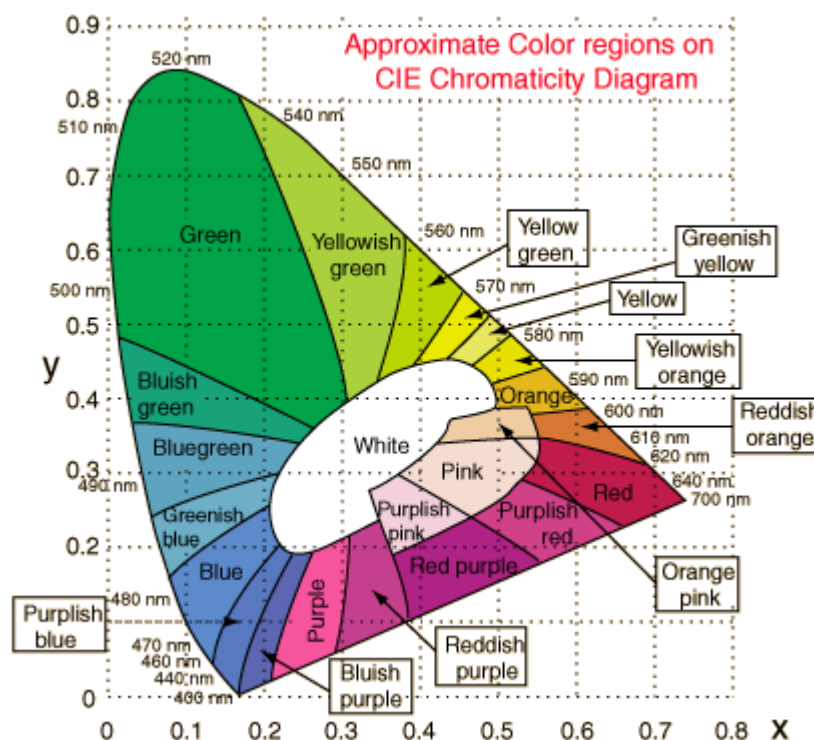 Approximate Color regions on
CIE Chromaticity Diagram
0.9
0.8
0.7
0.6
0.5
0.4
0.3
0.2
0.1
0
y
0
0.1
0.2
0.3
0.4
0.5
0.6
0.7
0.8
x
520 nm
510 nm
540 nm
550 nm
560 nm
500 nm
570 nm
580 nm
590 nm
600 nm
610 nm
620 nm
640 nm
700 nm
490 nm
480 nm
470 nm
460 nm
440 nm
400 nm
Green
Yellowish
green
Yellow
green
Greenish
yellow
Yellow
Yellowish
orange
Orange
Reddish
orange
Bluish
green
Bluegreen
Greenish
blue
Blue
White
Pink
Purplish
pink
Red
Purplish
red
Red purple
Purple
Orange
pink
Reddish
purple
Bluish
purple
Purplish
blue